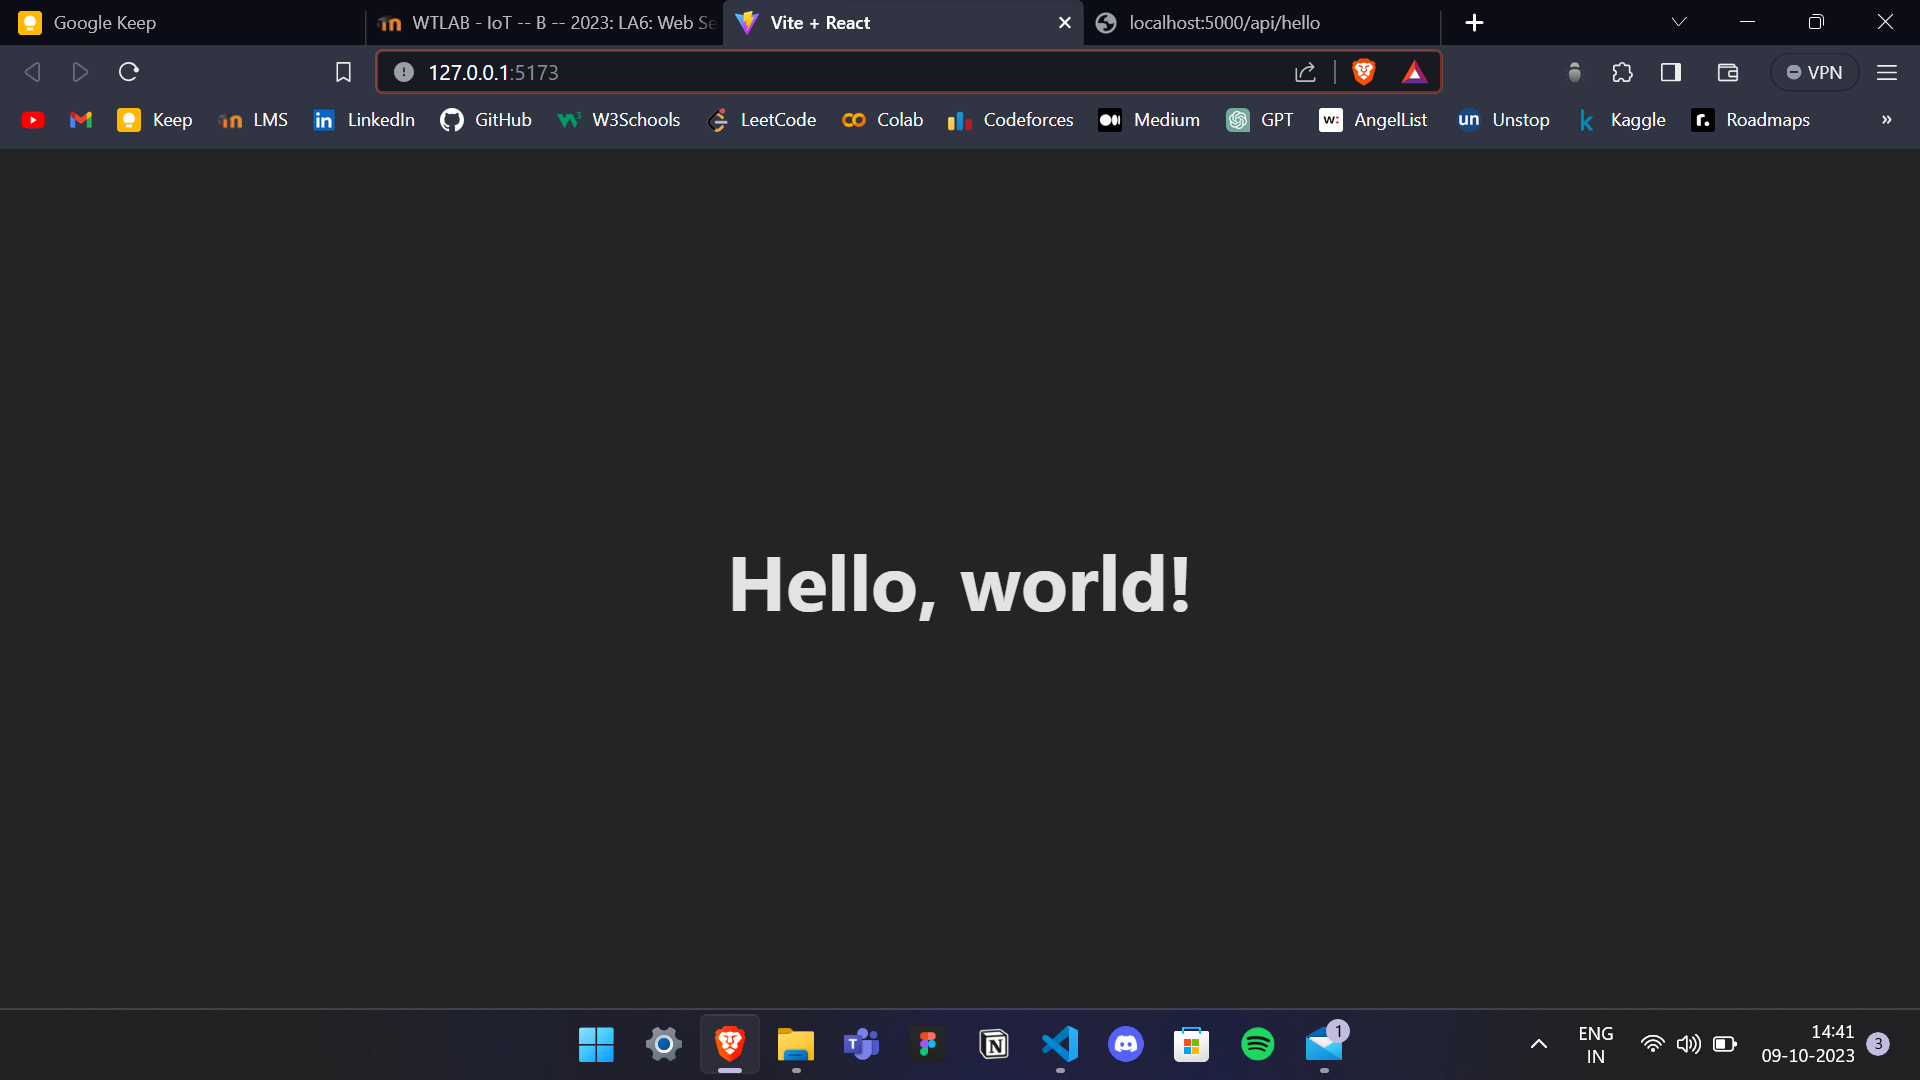 Google Keep
WTLAB - IoT -- B -- 2023: LA6: Web Se
Vite + React
localhost:5000/api/hello
127.0.0.1:5173
VPN
Keep
LMS
in LinkedIn
GitHub
W3Schools
LeetCode
Colab
Codeforces
Medium
GPT
w: AngelList
un Unstop
k Kaggle
r. Roadmaps
»
Hello, world!
1
ENG
IN
14:41
09-10-2023
3